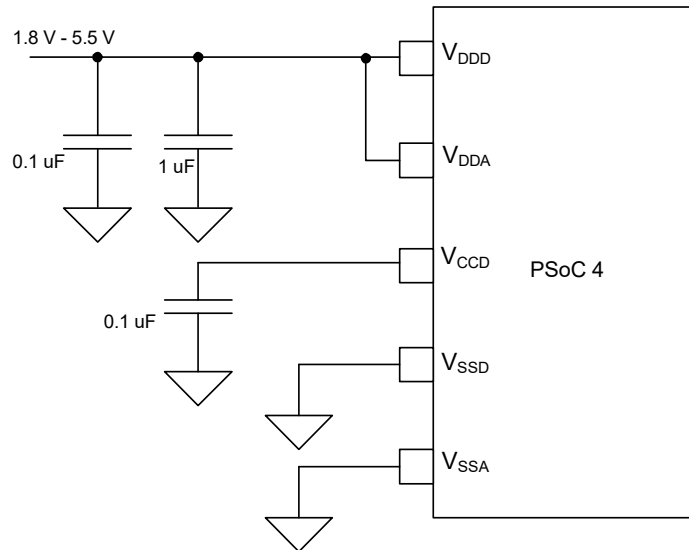 1.8 V - 5.5 V
VDDD
0.1 uF
1 uF
VDDA
VCCD
PSoC 4
0.1 uF
VSSD
VSSA